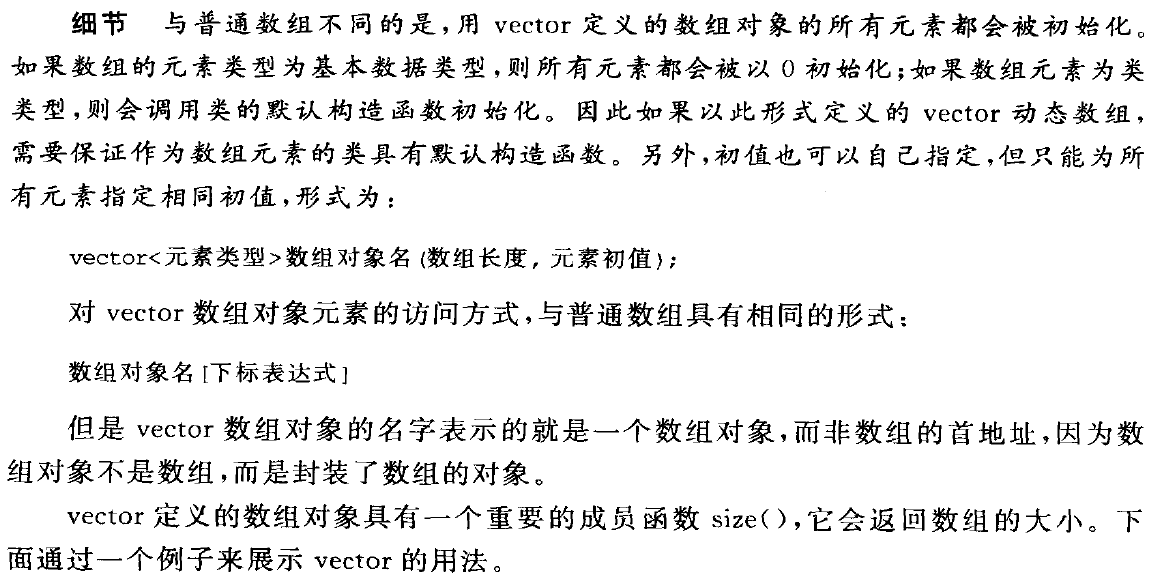 细节 与普通数组不同的是,用 vector 定义的数组对象的所有元素都会被初始化。
如果数组的元素类型为基本数据类型,则所有元素都会被以 0 初始化;如果数组元素为类
类型,则会调用类的默认构造函数初始化。因此如果以此形式定义的 vector 动态数组,
需要保证作为数组元素的类具有默认构造函数。另外,初值也可以自己指定,但只能为所
有元素指定相同初值,形式为:
vector<元素类型>数组对象名(数组长度, 元素初值);
对 vector 数组对象元素的访问方式,与普通数组具有相同的形式:
数组对象名[下标表达式]
但是 vector 数组对象的名字表示的就是一个数组对象,而非数组的首地址,因为数
组对象不是数组,而是封装了数组的对象。
vector 定义的数组对象具有一个重要的成员函数 size(),它会返回数组的大小。下
面通过一个例子来展示 vector 的用法。